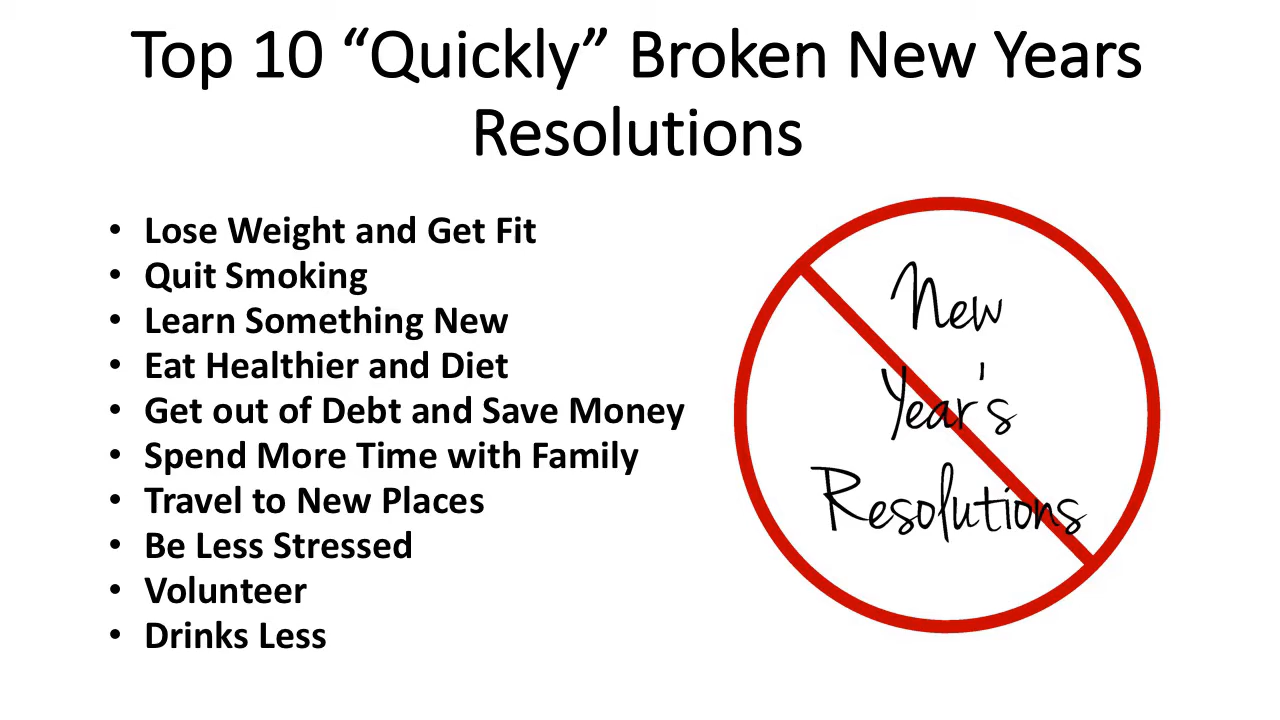 Top 10 “Quickly” Broken New Years
Resolutions
• Lose Weight and Get Fit
• Quit Smoking
• Learn Something New
• Eat Healthier and Diet
• Get out of Debt and Save Money
• Spend More Time with Family
• Travel to New Places
• Be Less Stressed
• Volunteer
• Drinks Less
New
Year's
Resolutions